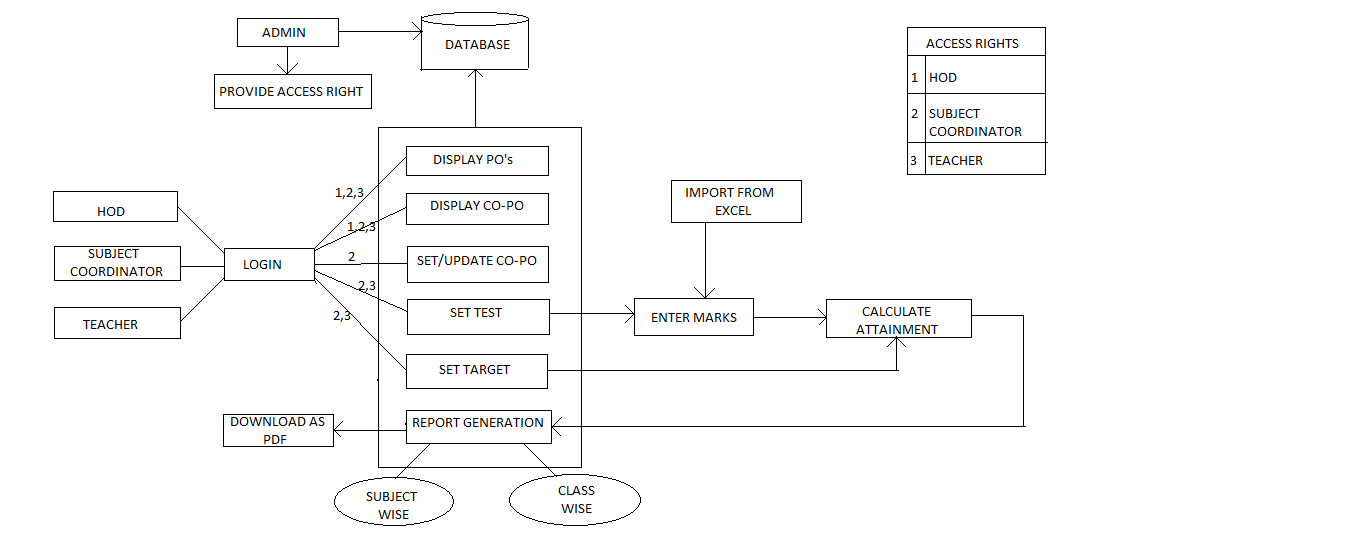 ADMIN
DATABASE
PROVIDE ACCESS RIGHT
ACCESS RIGHTS
1 HOD
2 SUBJECT
COORDINATOR
3 TEACHER
DISPLAY PO's
1,2,3
DISPLAY CO-PO
1,2,3
IMPORT FROM
EXCEL
HOD
SUBJECT
COORDINATOR
TEACHER
LOGIN
2
SET/UPDATE CO-PO
2,3
SET TEST
2,3
ENTER MARKS
CALCULATE
ATTAINMENT
SET TARGET
DOWNLOAD AS
PDF
REPORT GENERATION
SUBJECT
WISE
CLASS
WISE